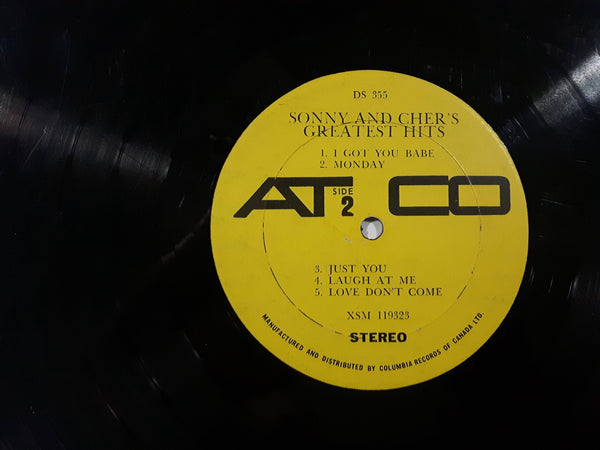 DS 355
SONNY AND CHER'S
GREATEST HITS
1. I GOT YOU BABE
2. MONDAY
ATCO
SIDE
2
3. JUST YOU
4. LAUGH AT ME
5. LOVE DON'T COME
XSM 119323
STEREO
MANUFACTURED AND DISTRIBUTED BY COLUMBIA RECORDS OF CANADA LTD.